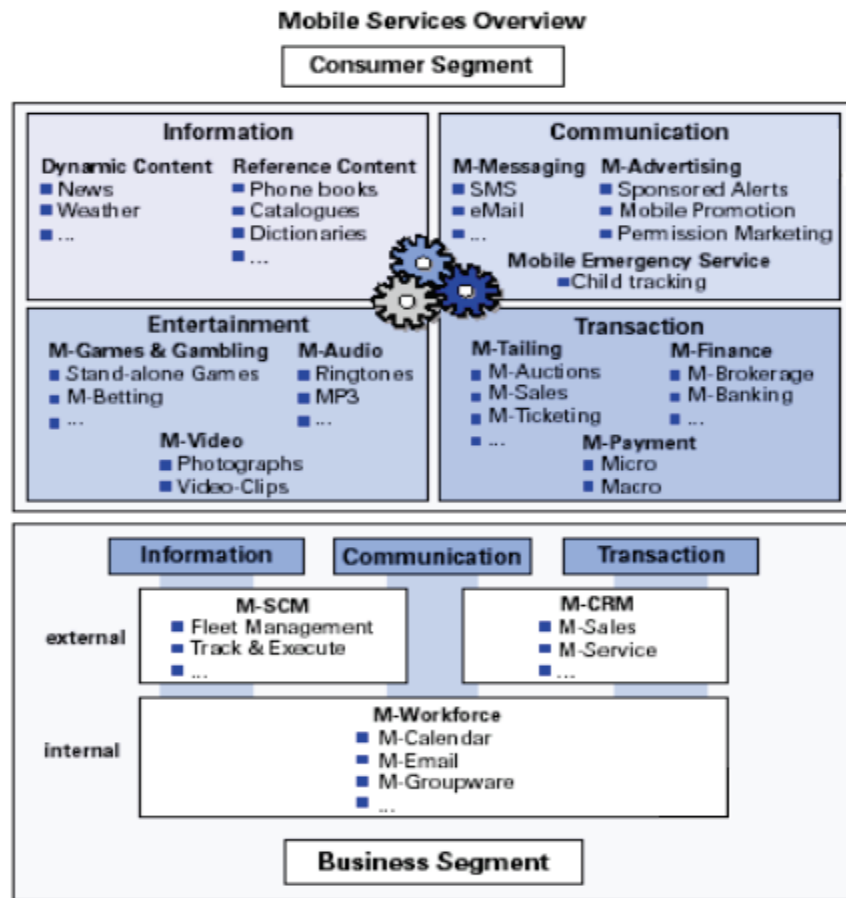 Mobile Services Overview
Consumer Segment
Information
Dynamic Content
News
Weather
...
Reference Content
Phone books
Catalogues
Dictionaries
...
Communication
M-Messaging
SMS
eMail
...
M-Advertising
Sponsored Alerts
Mobile Promotion
Permission Marketing
Mobile Emergency Service
Child tracking
Entertainment
M-Games & Gambling
Stand-alone Games
M-Betting
...
M-Audio
Ringtones
MP3
...
M-Video
Photographs
Video-Clips
Transaction
M-Tailing
M-Auctions
M-Sales
M-Ticketing
...
M-Finance
M-Brokerage
M-Banking
...
M-Payment
Micro
Macro
Information
Communication
Transaction
external
M-SCM
Fleet Management
Track & Execute
...
M-CRM
M-Sales
M-Service
...
internal
M-Workforce
M-Calendar
M-Email
M-Groupware
...
Business Segment